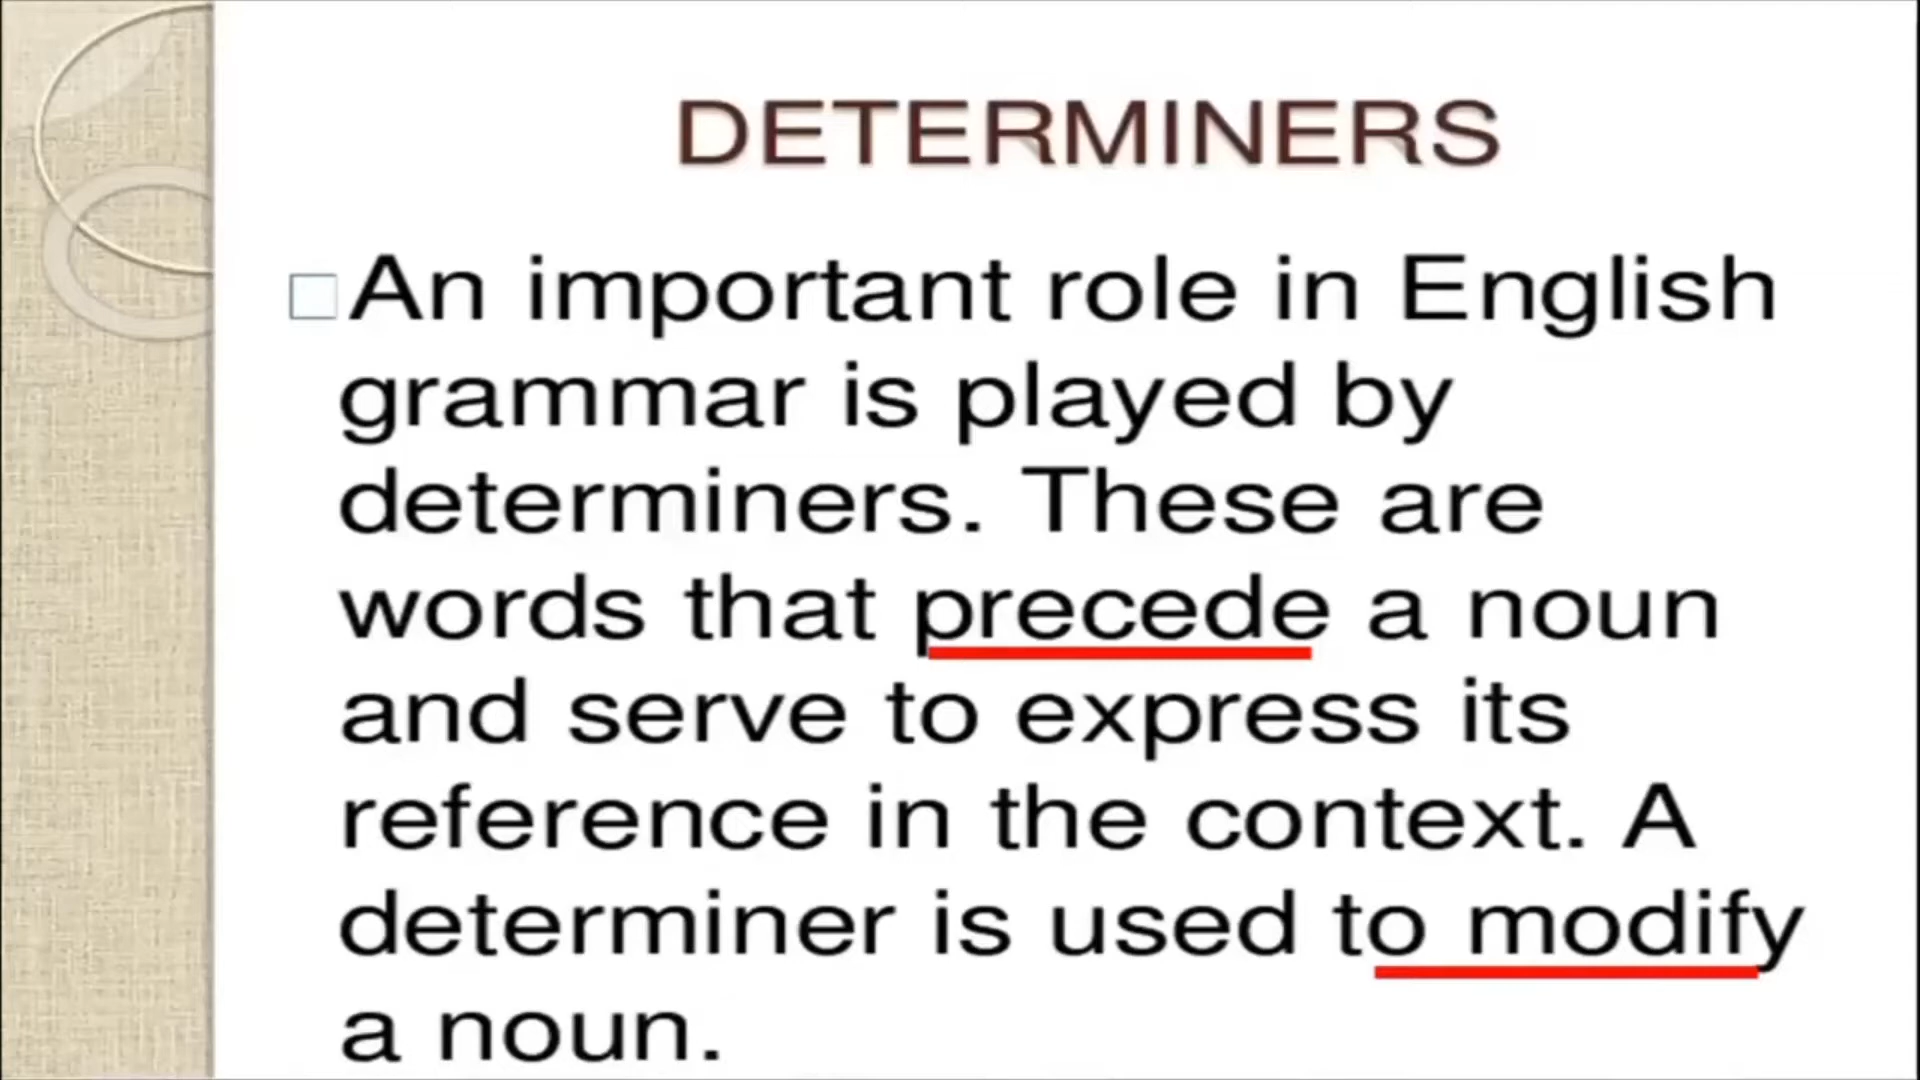 DETERMINERS
An important role in English
grammar is played by
determiners. These are
words that precede a noun
and serve to express its
reference in the context. A
determiner is used to modify
a noun.